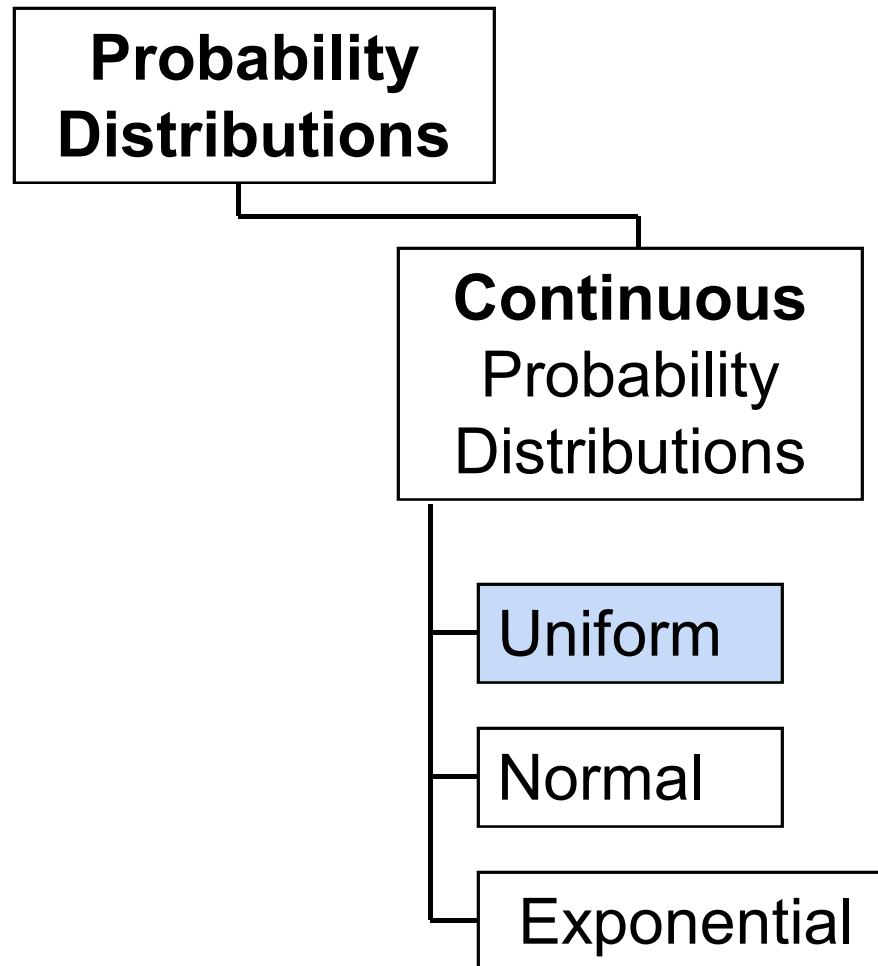 Probability
Distributions
Continuous
Probability
Distributions
Uniform
Normal
Exponential